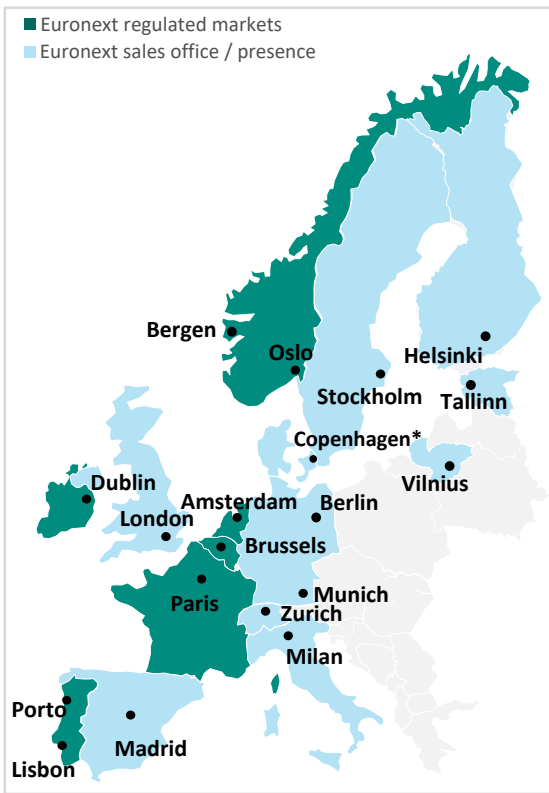 Euronext regulated markets
Euronext sales office / presence
Bergen
Oslo
Helsinki
Stockholm
Tallinn
Copenhagen*
Vilnius
Dublin
Amsterdam
Berlin
London
Brussels
Paris
Munich
Zurich
Milan
Porto
Madrid
Lisbon